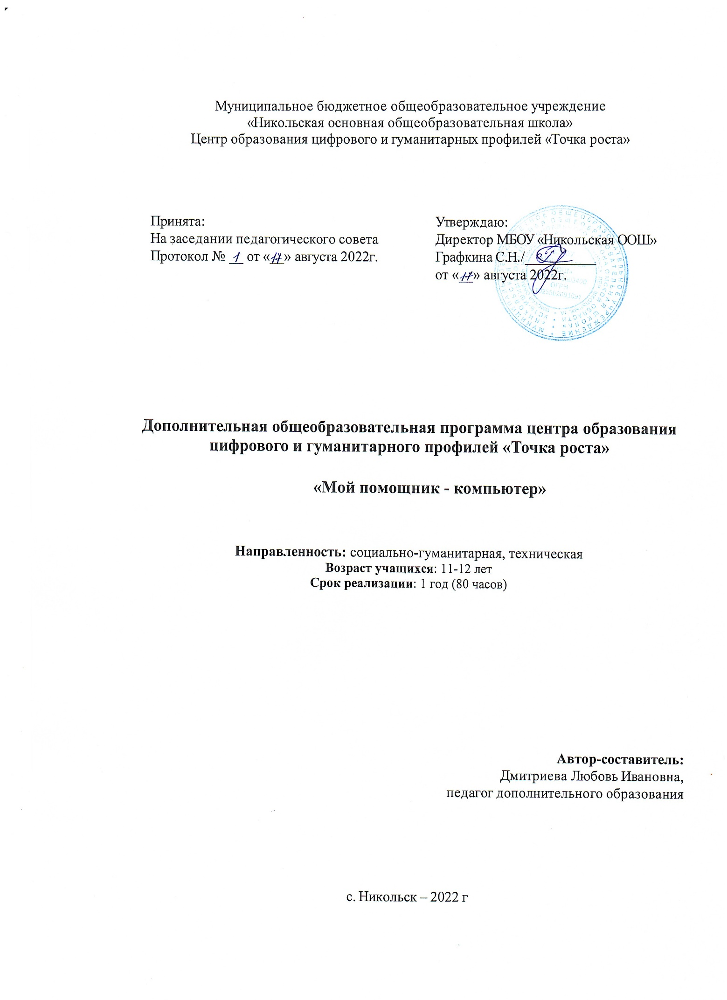 Муниципальное бюджетное общеобразовательное учреждение
«Никольская основная общеобразовательная школа»
Центр образования цифрового и гуманитарных профилей «Точка роста»
Принята:
На заседании педагогического совета
Протокол № 1 от «17» августа 2022г.
Утверждаю:
Директор МБОУ «Никольская ООШ»
Графкина С.Н./
от «17» августа 2022г.
Дополнительная общеобразовательная программа центра образования
цифрового и гуманитарного профилей «Точка роста»
«Мой помощник - компьютер»
Направленность: социально-гуманитарная, техническая
Возраст учащихся: 11-12 лет
Срок реализации: 1 год (80 часов)
Автор-составитель:
Дмитриева Любовь Ивановна,
педагог дополнительного образования
с. Никольск – 2022 г